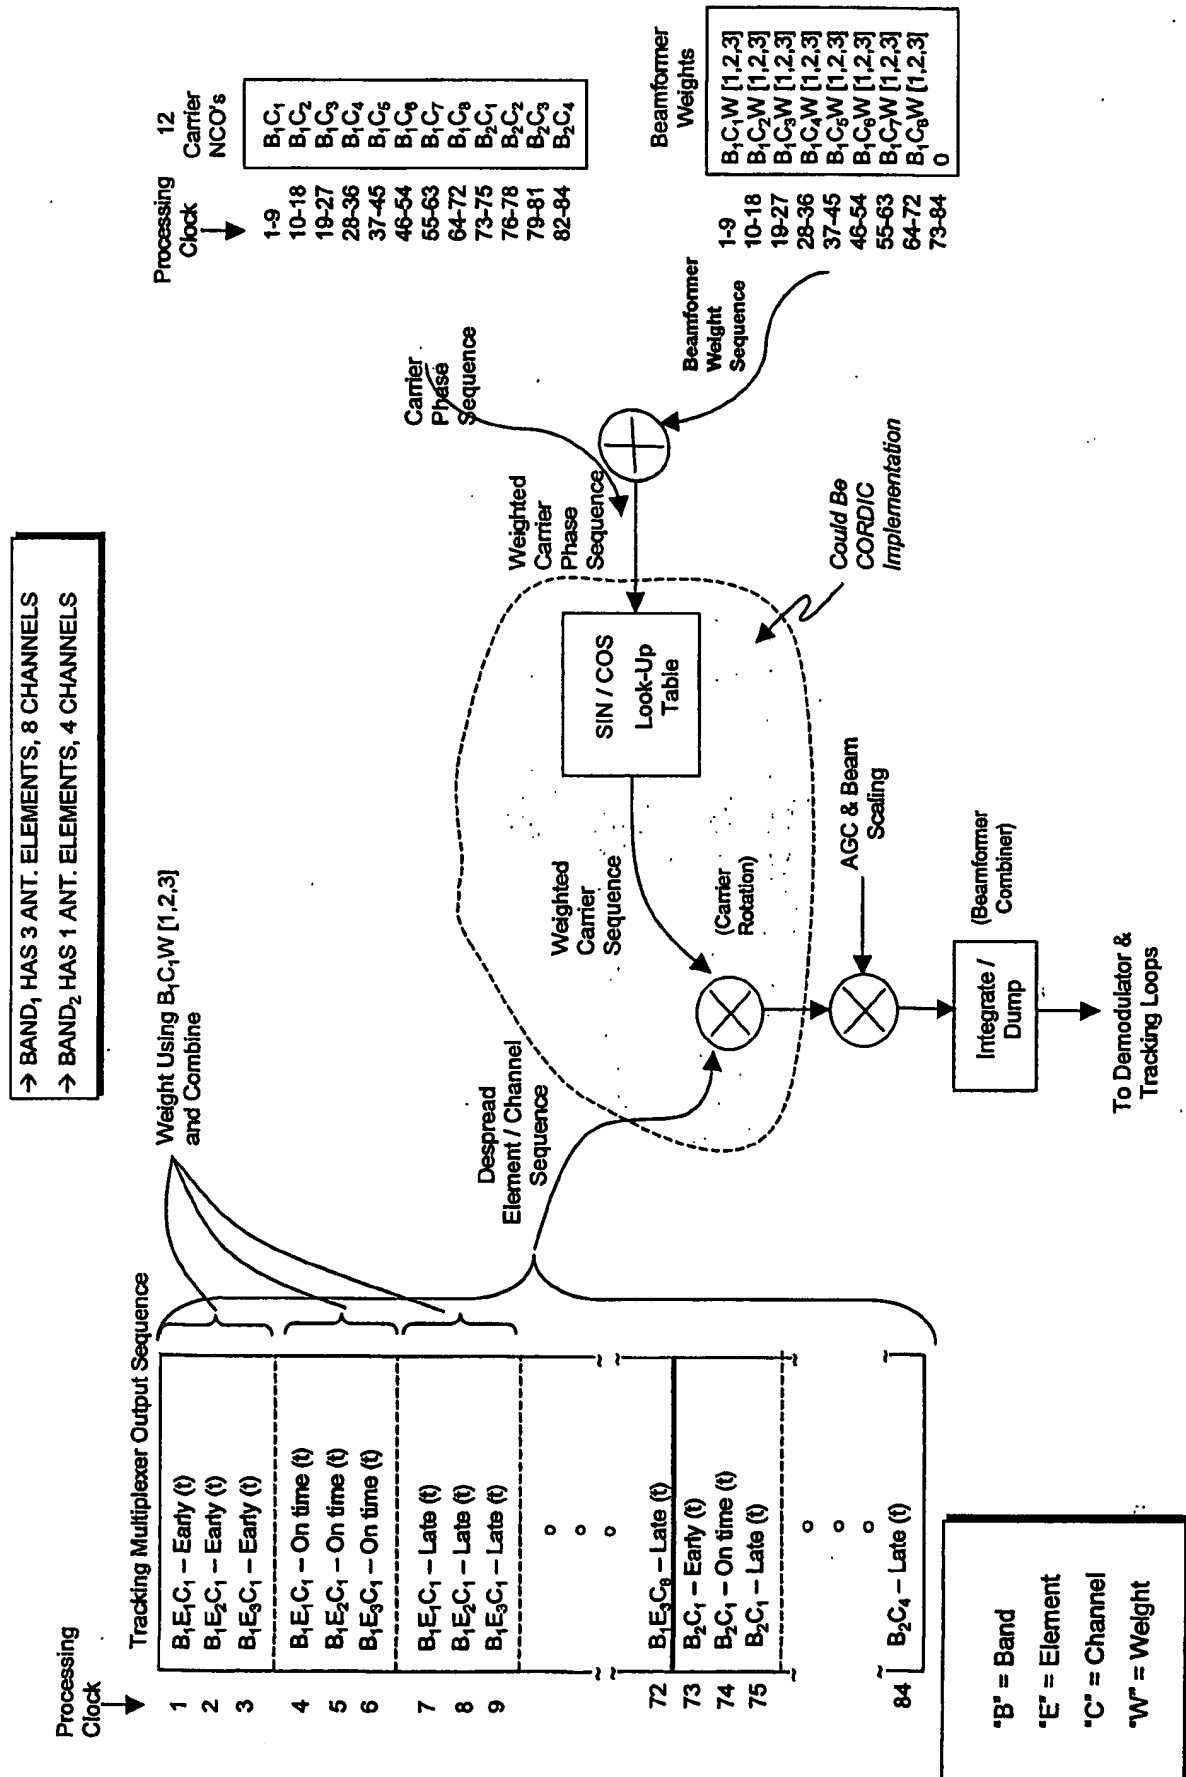 → BAND₁ HAS 3 ANT. ELEMENTS, 8 CHANNELS
→ BAND₂ HAS 1 ANT. ELEMENTS, 4 CHANNELS
Processing
Clock
Tracking Multiplexer Output Sequence
1 B₁E₁C₁ – Early (t)
2 B₁E₂C₁ – Early (t)
3 B₁E₃C₁ – Early (t)
4 B₁E₁C₁ – On time (t)
5 B₁E₂C₁ – On time (t)
6 B₁E₃C₁ – On time (t)
7 B₁E₁C₁ – Late (t)
8 B₁E₂C₁ – Late (t)
9 B₁E₃C₁ – Late (t)
72 B₁E₃C₈ – Late (t)
73 B₂C₁ – Early (t)
74 B₂C₁ – On time (t)
75 B₂C₁ – Late (t)
84 B₂C₄ – Late (t)
Weight Using B₁C₁W [1,2,3]
and Combine
Despread
Element / Channel
Sequence
Weighted
Carrier
Sequence
(Carrier
Rotation)
SIN / COS
Look-Up
Table
Weighted
Carrier
Phase
Sequence
Carrier
Phase
Sequence
Beamformer
Weight
Sequence
Could Be
CORDIC
Implementation
AGC & Beam
Scaling
Integrate /
Dump
(Beamformer
Combiner)
To Demodulator &
Tracking Loops
Processing
Clock
12
Carrier
NCO's
1-9 B₁C₁
10-18 B₁C₂
19-27 B₁C₃
28-36 B₁C₄
37-45 B₁C₅
46-54 B₁C₆
55-63 B₁C₇
64-72 B₁C₈
73-75 B₂C₁
76-78 B₂C₂
79-81 B₂C₃
82-84 B₂C₄
Beamformer
Weights
1-9 B₁C₁W [1,2,3]
10-18 B₁C₂W [1,2,3]
19-27 B₁C₃W [1,2,3]
28-36 B₁C₄W [1,2,3]
37-45 B₁C₅W [1,2,3]
46-54 B₁C₆W [1,2,3]
55-63 B₁C₇W [1,2,3]
64-72 B₁C₈W [1,2,3]
73-84 0
"B" = Band
"E" = Element
"C" = Channel
"W" = Weight